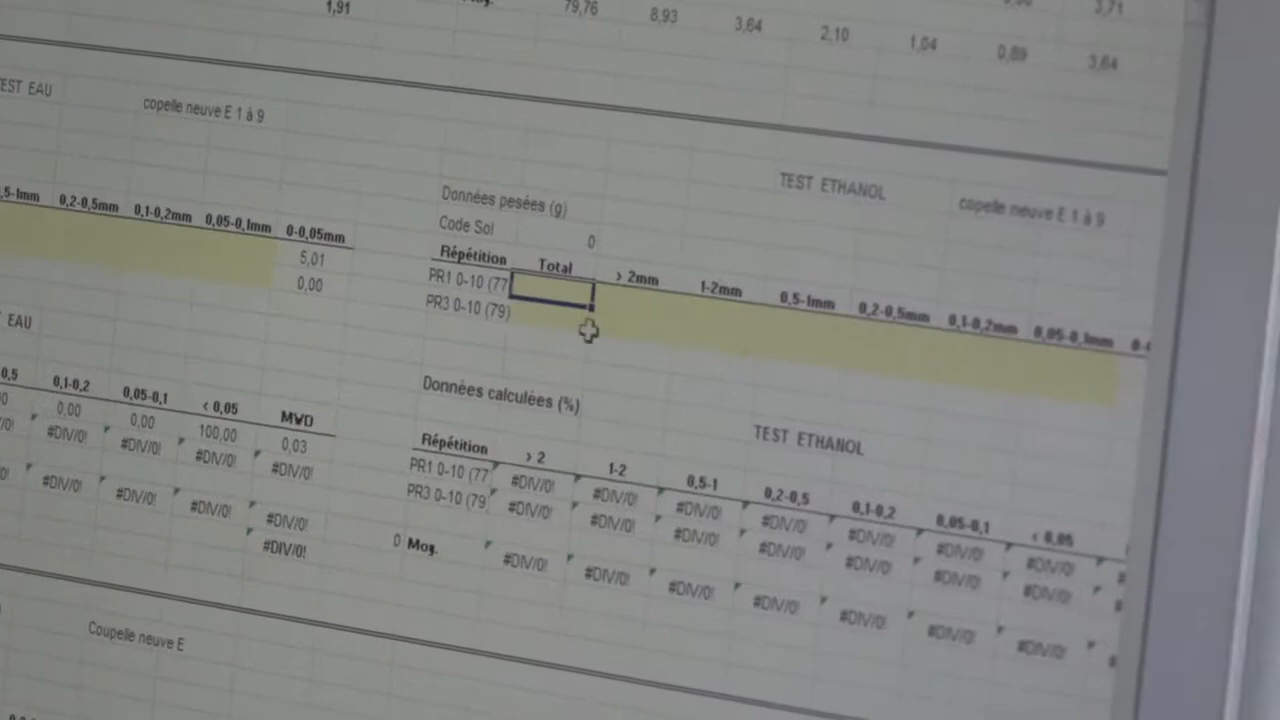 1,91 79,76 8,93 3,64 2,10 1,04 0,89 3,64
3,71
EST EAU copelle neuve E 1 à 9
TEST ETHANOL copelle neuve E 1 à 9
,5-1mm 0,2-0,5mm 0,1-0,2mm 0,05-0,1mm 0-0,05mm
5,01
0,00
Données pesées (g)
Code Sol 0
Répétition Total > 2mm 1-2mm 0,5-1mm 0,2-0,5mm 0,1-0,2mm 0,05-0,1mm
PR1 0-10 (77
PR3 0-10 (79)
EAU
0,5 0,1-0,2 0,05-0,1 < 0,05 MWD
0,00 0,00 100,00 0,03
#DIV/0! #DIV/0! #DIV/0! #DIV/0!
#DIV/0! #DIV/0! #DIV/0! #DIV/0!
#DIV/0!
Données calculées (%)
TEST ETHANOL
Répétition > 2 1-2 0,5-1 0,2-0,5 0,1-0,2 0,05-0,1 < 0,05
PR1 0-10 (77 #DIV/0! #DIV/0! #DIV/0! #DIV/0! #DIV/0! #DIV/0! #DIV/0!
PR3 0-10 (79 #DIV/0! #DIV/0! #DIV/0! #DIV/0! #DIV/0! #DIV/0! #DIV/0!
0 Moy. #DIV/0! #DIV/0! #DIV/0! #DIV/0! #DIV/0! #DIV/0! #DIV/0!
Coupelle neuve E